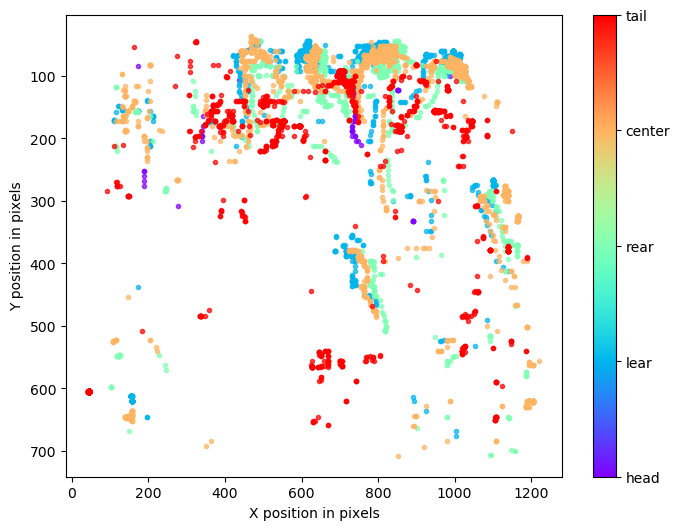 100
200
300
400
500
600
700
Y position in pixels
0
200
400
600
800
1000
1200
X position in pixels
tail
center
rear
lear
head